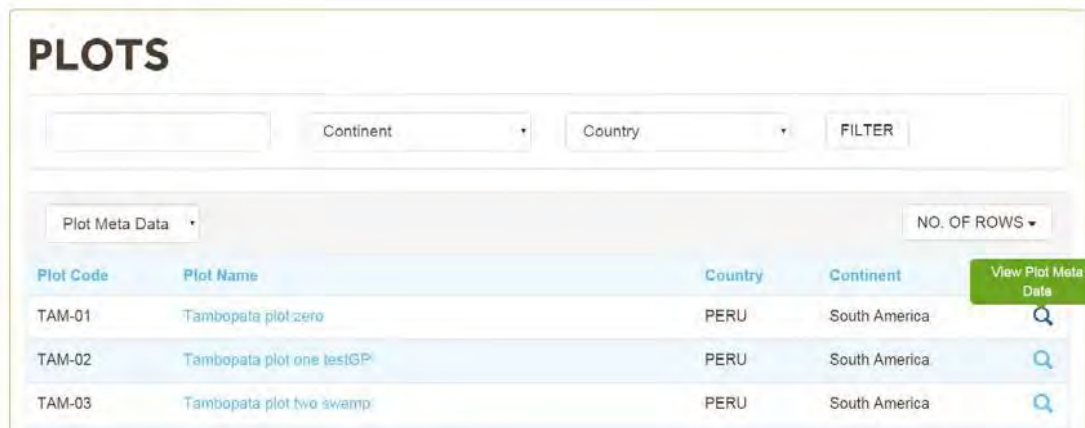 PLOTS
Continent Country FILTER
Plot Meta Data NO. OF ROWS
Plot Code Plot Name Country Continent View Plot Meta Data
TAM-01 Tambopata plot zero PERU South America
TAM-02 Tambopata plot one testGP PERU South America
TAM-03 Tambopata plot two swamp PERU South America